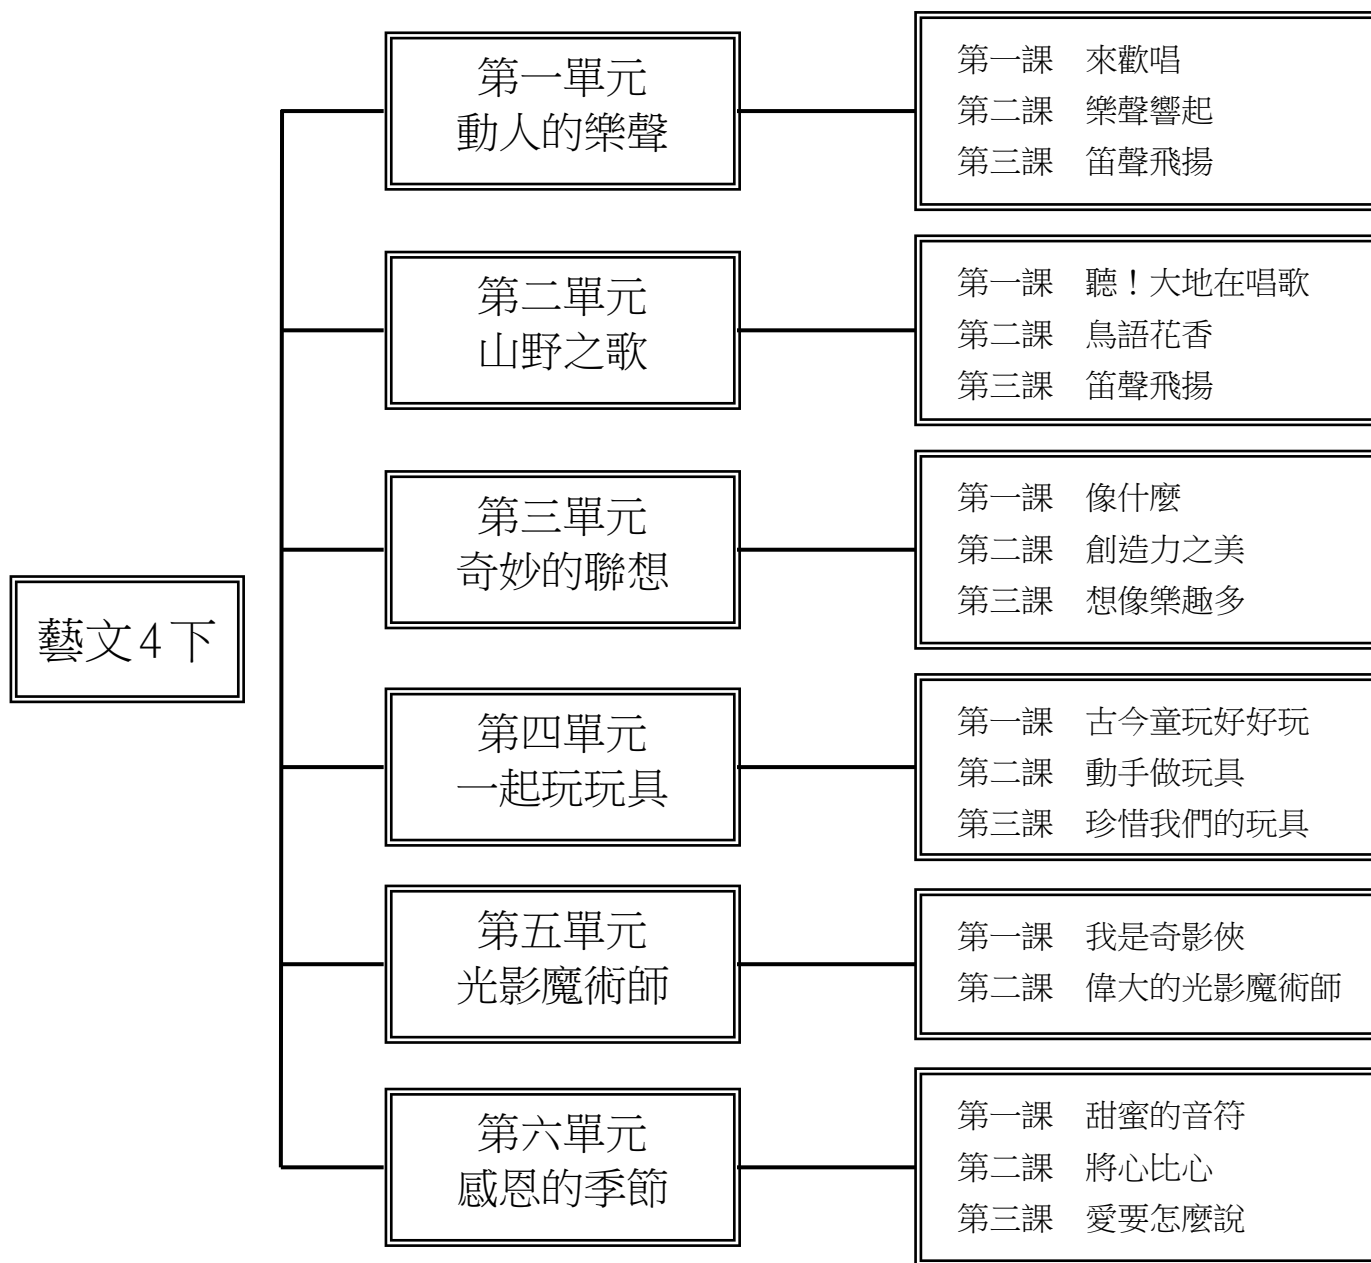 藝文4下
第一單元
動人的樂聲
第一課　來歡唱
第二課　樂聲響起
第三課　笛聲飛揚
第二單元
山野之歌
第一課　聽！大地在唱歌
第二課　鳥語花香
第三課　笛聲飛揚
第三單元
奇妙的聯想
第一課　像什麼
第二課　創造力之美
第三課　想像樂趣多
第四單元
一起玩玩具
第一課　古今童玩好好玩
第二課　動手做玩具
第三課　珍惜我們的玩具
第五單元
光影魔術師
第一課　我是奇影俠
第二課　偉大的光影魔術師
第六單元
感恩的季節
第一課　甜蜜的音符
第二課　將心比心
第三課　愛要怎麼說